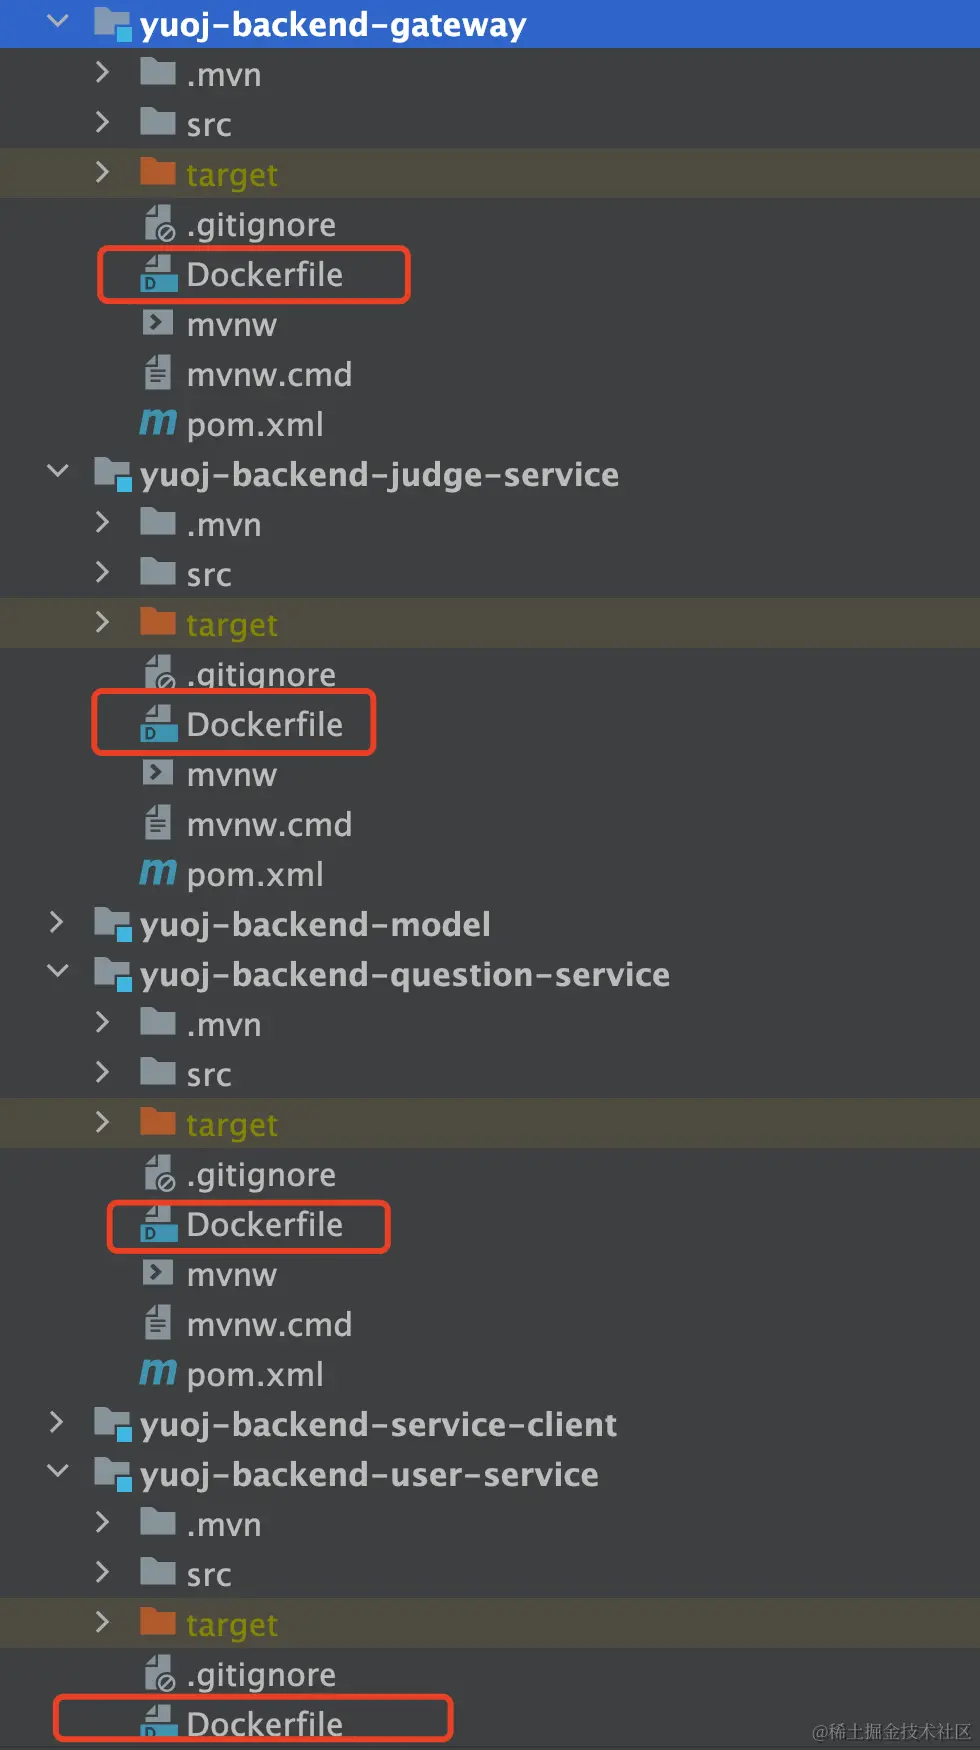 yuoj-backend-gateway
.mvn
src
target
.gitignore
Dockerfile
mvnw
mvnw.cmd
pom.xml
yuoj-backend-judge-service
.mvn
src
target
.gitignore
Dockerfile
mvnw
mvnw.cmd
pom.xml
yuoj-backend-model
yuoj-backend-question-service
.mvn
src
target
.gitignore
Dockerfile
mvnw
mvnw.cmd
pom.xml
yuoj-backend-service-client
yuoj-backend-user-service
.mvn
src
target
.gitignore
Dockerfile
@稀土掘金技术社区